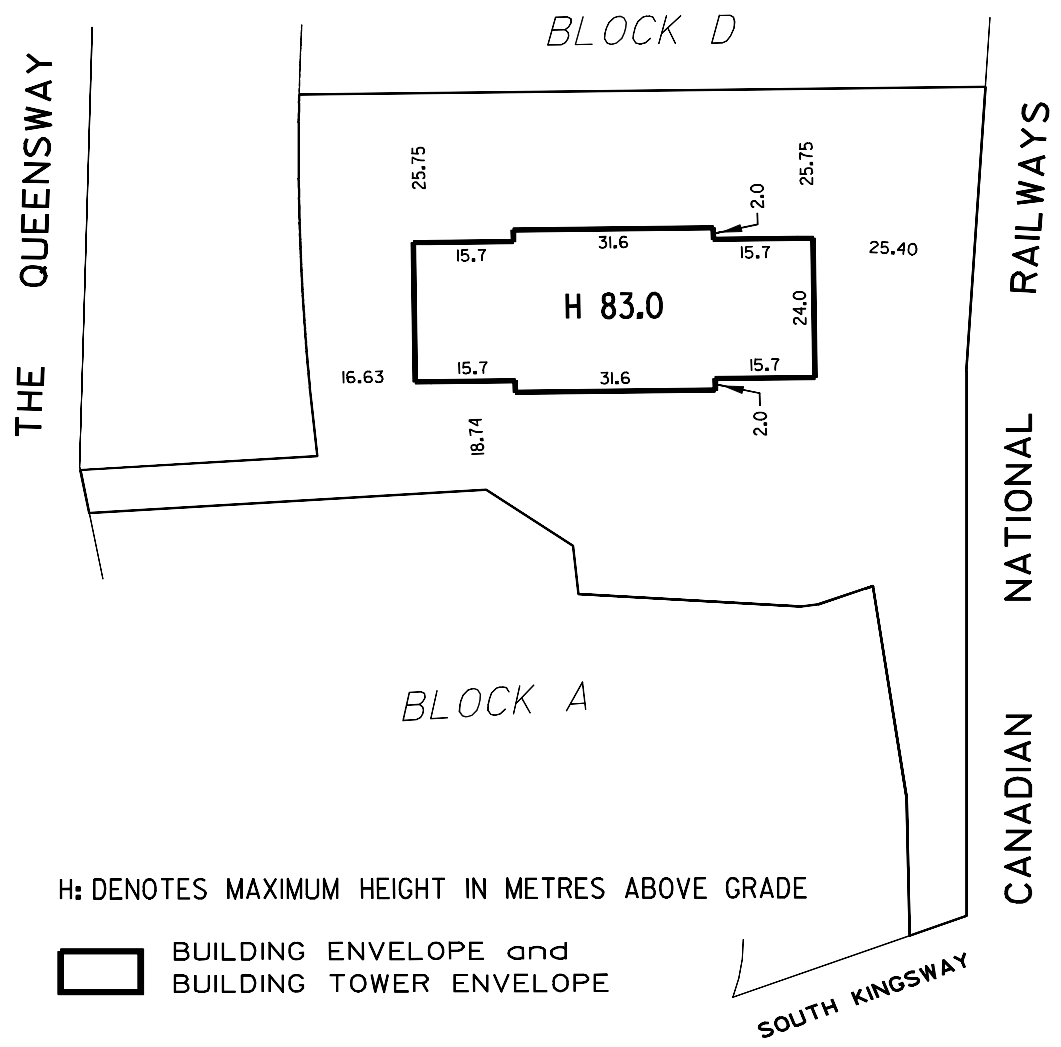 BLOCK D
THE QUEENSWAY
CANADIAN NATIONAL RAILWAYS
25.75
25.75
2.0
15.7
31.6
15.7
25.40
H 83.0
24.0
16.63
15.7
31.6
15.7
18.74
2.0
BLOCK A
H: DENOTES MAXIMUM HEIGHT IN METRES ABOVE GRADE
BUILDING ENVELOPE and
BUILDING TOWER ENVELOPE
SOUTH KINGSWAY